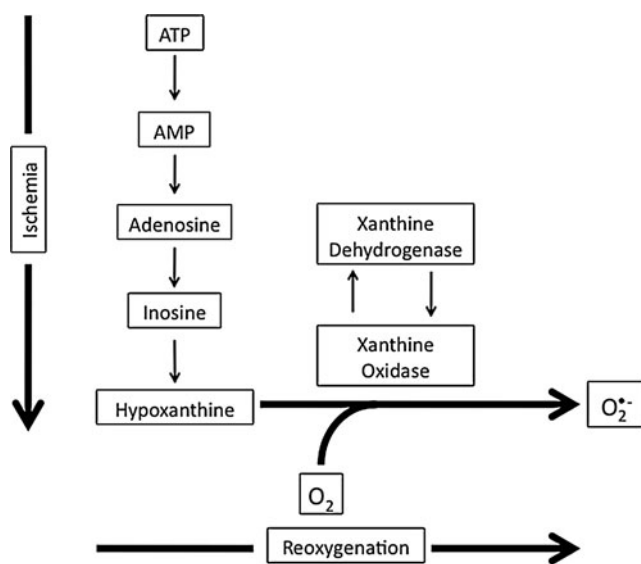 ATP
AMP
Ischemia
Adenosine
Xanthine
Dehydrogenase
Inosine
Xanthine
Oxidase
Hypoxanthine
O₂•-
O₂
Reoxygenation